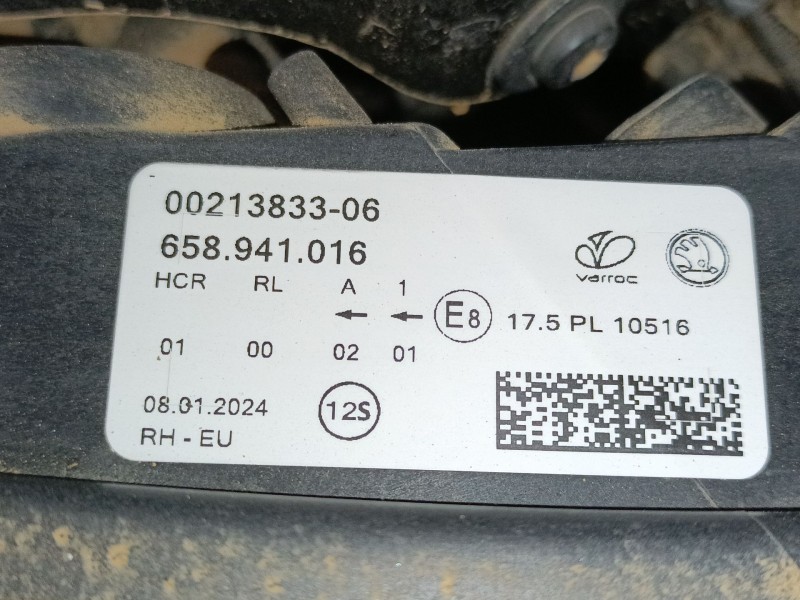 00213833-06
658.941.016
varroc
HCR RL A 1
E8 17.5 PL 10516
01 00 02 01
08.01.2024 12S
RH - EU